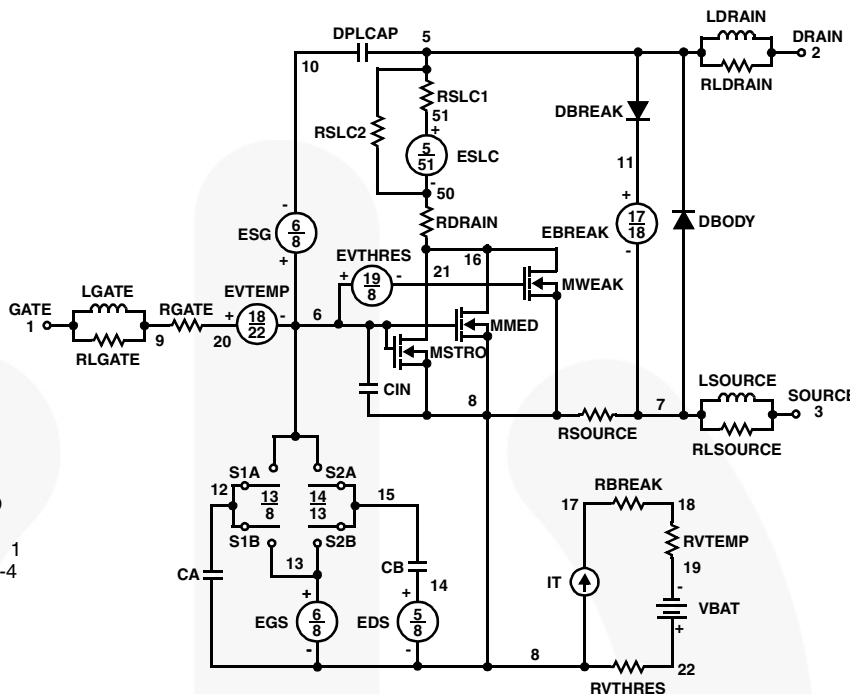 LDRAIN
DPLCAP 5 DRAIN
10 2
RSLC1 RLDRAIN
51 DBREAK
RSLC2 +
5
51 ESLC
11
- 50
- +
ESG 6
8 RDRAIN EBREAK 17
18 DBODY
+ EVTHRES 16 -
+ 19
8 - 21 MWEAK
LGATE EVTEMP
GATE RGATE + 18
22 - 6
1 MMED
9 20
RLGATE MSTRO
LSOURCE
CIN 8 7 SOURCE
3
RSOURCE
RLSOURCE
S1A S2A
12 13
8 14
13 15 RBREAK
17 18
S1B S2B
RVTEMP
13 CB 19
1
-4
CA 14 IT -
+ + VBAT
EGS 6
8 EDS 5
8 +
- - 8 22
RVTHRES